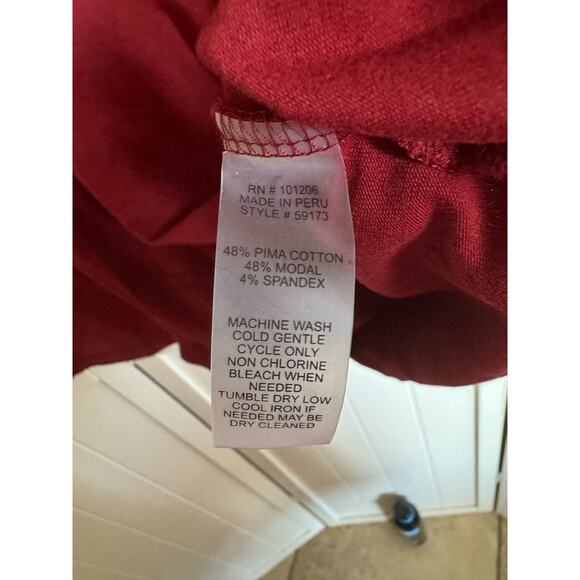 RN # 101206
MADE IN PERU
STYLE # 59173
48% PIMA COTTON
48% MODAL
4% SPANDEX
MACHINE WASH
COLD GENTLE
CYCLE ONLY
NON CHLORINE
BLEACH WHEN
NEEDED
TUMBLE DRY LOW
COOL IRON IF
NEEDED MAY BE
DRY CLEANED